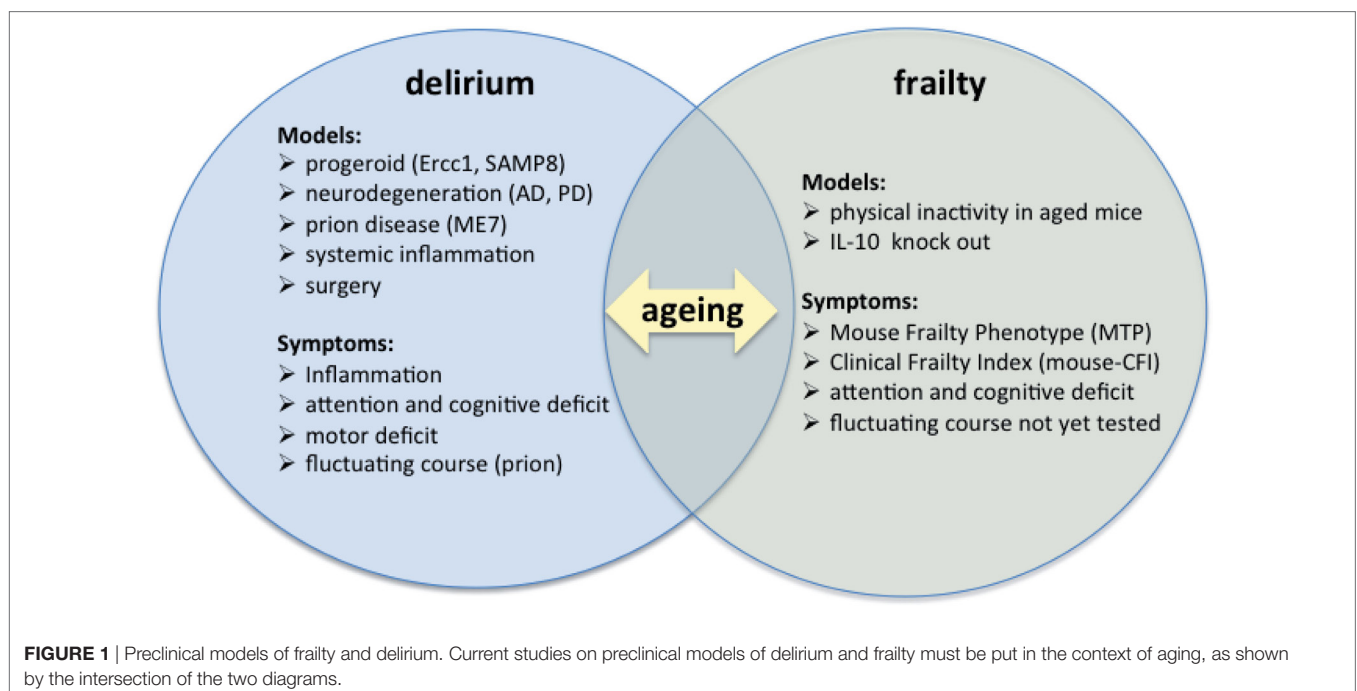 delirium
Models:
➢ progeroid (Ercc1, SAMP8)
➢ neurodegeneration (AD, PD)
➢ prion disease (ME7)
➢ systemic inflammation
➢ surgery
Symptoms:
➢ Inflammation
➢ attention and cognitive deficit
➢ motor deficit
➢ fluctuating course (prion)
ageing
frailty
Models:
➢ physical inactivity in aged mice
➢ IL-10 knock out
Symptoms:
➢ Mouse Frailty Phenotype (MTP)
➢ Clinical Frailty Index (mouse-CFI)
➢ attention and cognitive deficit
➢ fluctuating course not yet tested
FIGURE 1 | Preclinical models of frailty and delirium. Current studies on preclinical models of delirium and frailty must be put in the context of aging, as shown
by the intersection of the two diagrams.